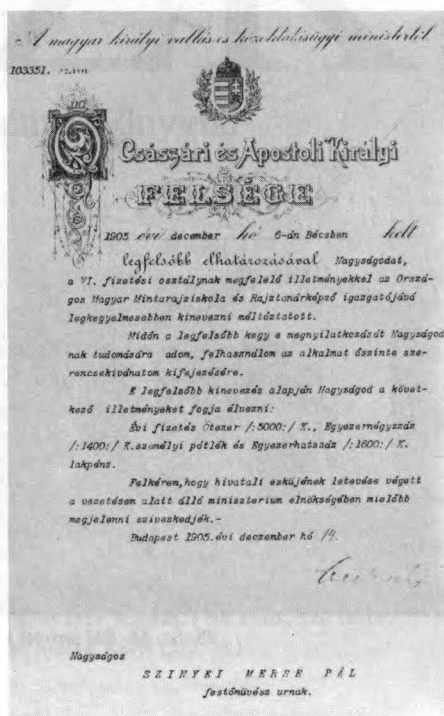 A magyar királyi vallás és közoktatásügyi ministertől
103351. szám
Ő
Császári és Apostoli Királyi
FELSÉGE
1905 évi december hó 6-án Bécsben kelt
legfelsőbb elhatározásával Nagyságodat,
a VI. fizetési osztálynak megfelelő illetményekkel az Orszá-
gos Magyar Mintarajziskola és Rajztanárképző igazgatójává
legkegyelmesebben kinevezni méltóztatott.
Midőn a legfelsőbb kegy e megnyilatkozását Nagyságod
nak tudomására adom, felhasználom az alkalmat őszinte sze-
rencsekivánatom kifejezésére.
E legfelsőbb kinevezés alapján Nagyságod a követ-
kező illetményeket fogja élvezni:
Évi fizetés Ötezer /:5000:/ K., Egyezernégyszáz
/:1400:/ K.személyi pótlék és Egyezerhatszáz /:1600:/ K.
lakpénz.
Felkérem,hogy hivatali esküjének letevése végett
a vezetésem alatt álló ministerium elnökségében mielőbb
megjelenni sziveskedjék.-
Budapest 1905.évi deczember hó 19.
Nagyságos
SZINYEI MERSE PÁL
festőművész urnak.